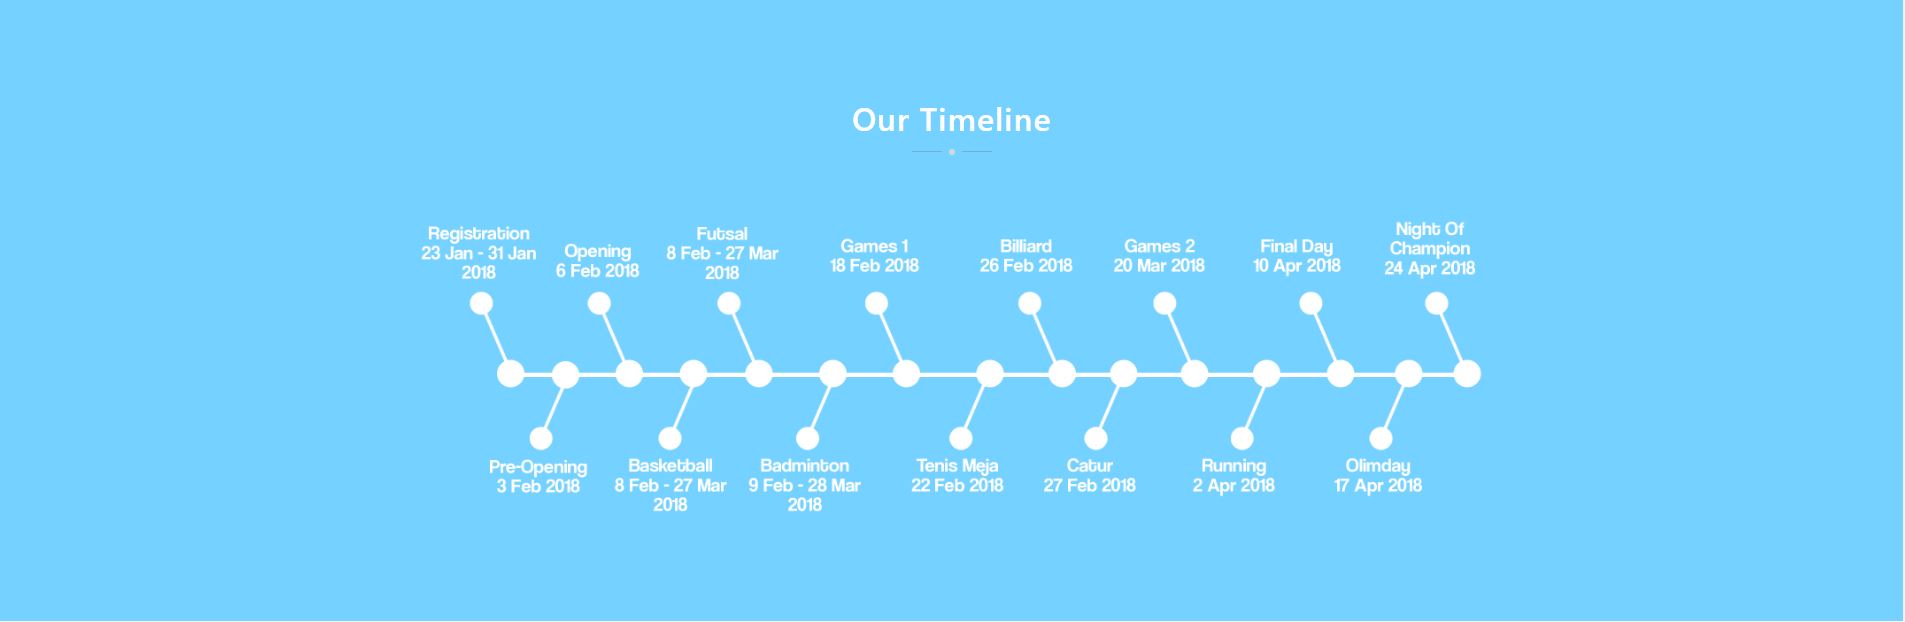 Our Timeline
Registration
23 Jan - 31 Jan
2018
Opening
6 Feb 2018
Futsal
8 Feb - 27 Mar
2018
Games 1
18 Feb 2018
Billiard
26 Feb 2018
Games 2
20 Mar 2018
Final Day
10 Apr 2018
Night Of
Champion
24 Apr 2018
Pre-Opening
3 Feb 2018
Basketball
8 Feb - 27 Mar
2018
Badminton
9 Feb - 28 Mar
2018
Tenis Meja
22 Feb 2018
Catur
27 Feb 2018
Running
2 Apr 2018
Olimday
17 Apr 2018